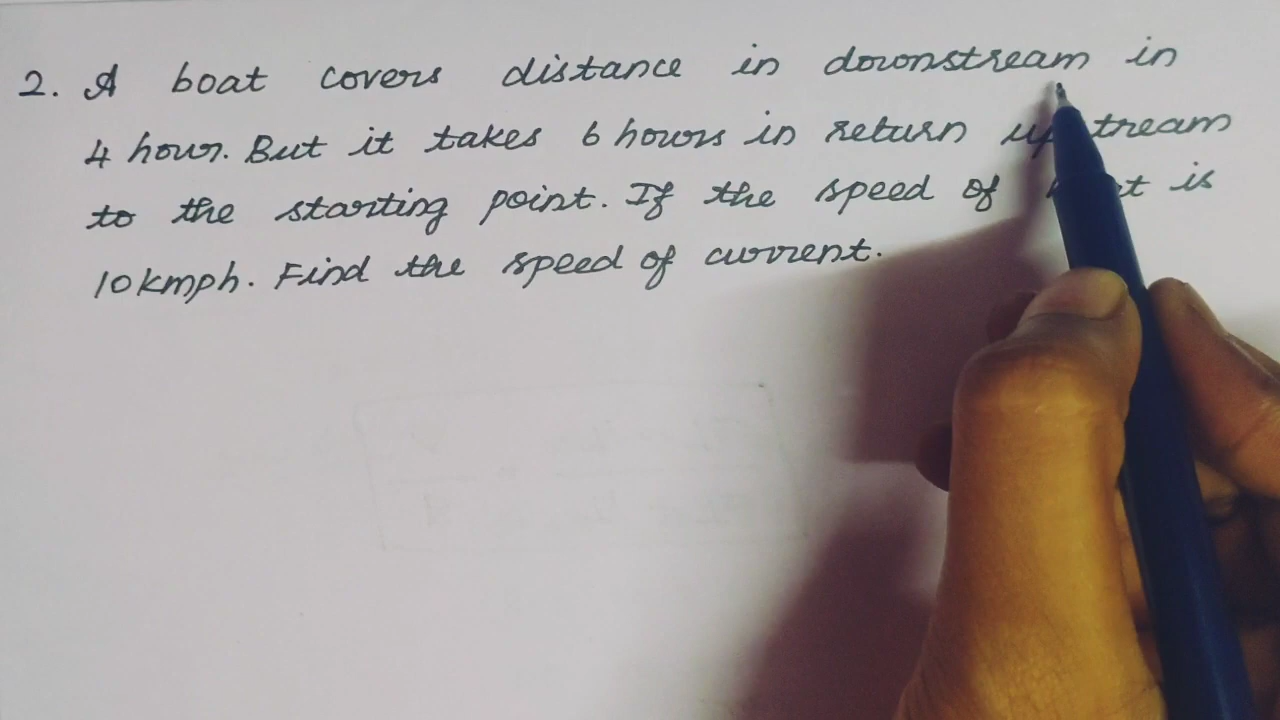 2. A boat covers distance in downstream in
4 hour. But it takes 6 hours in return upstream
to the starting point. If the speed of is
10kmph. Find the speed of current.